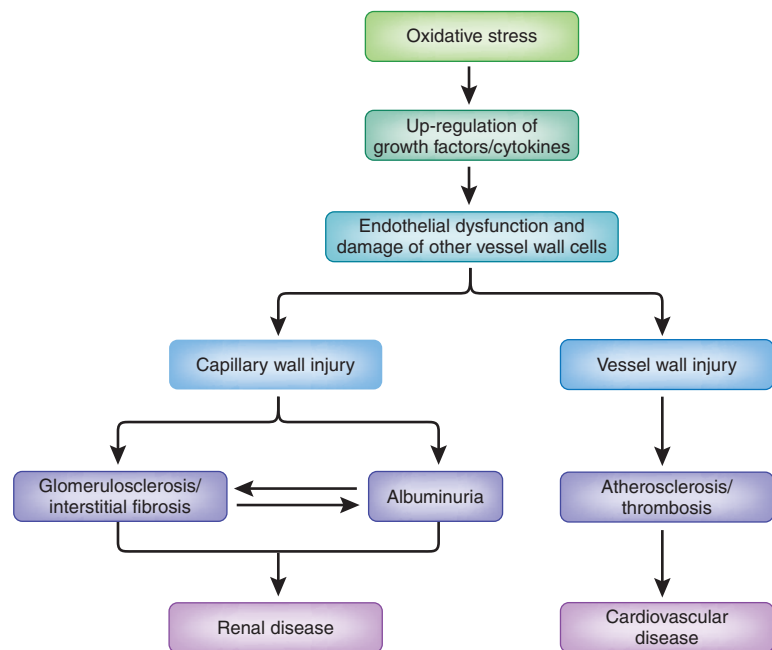 Oxidative stress
Up-regulation of
growth factors/cytokines
Endothelial dysfunction and
damage of other vessel wall cells
Capillary wall injury
Vessel wall injury
Glomerulosclerosis/
interstitial fibrosis
Albuminuria
Atherosclerosis/
thrombosis
Renal disease
Cardiovascular
disease